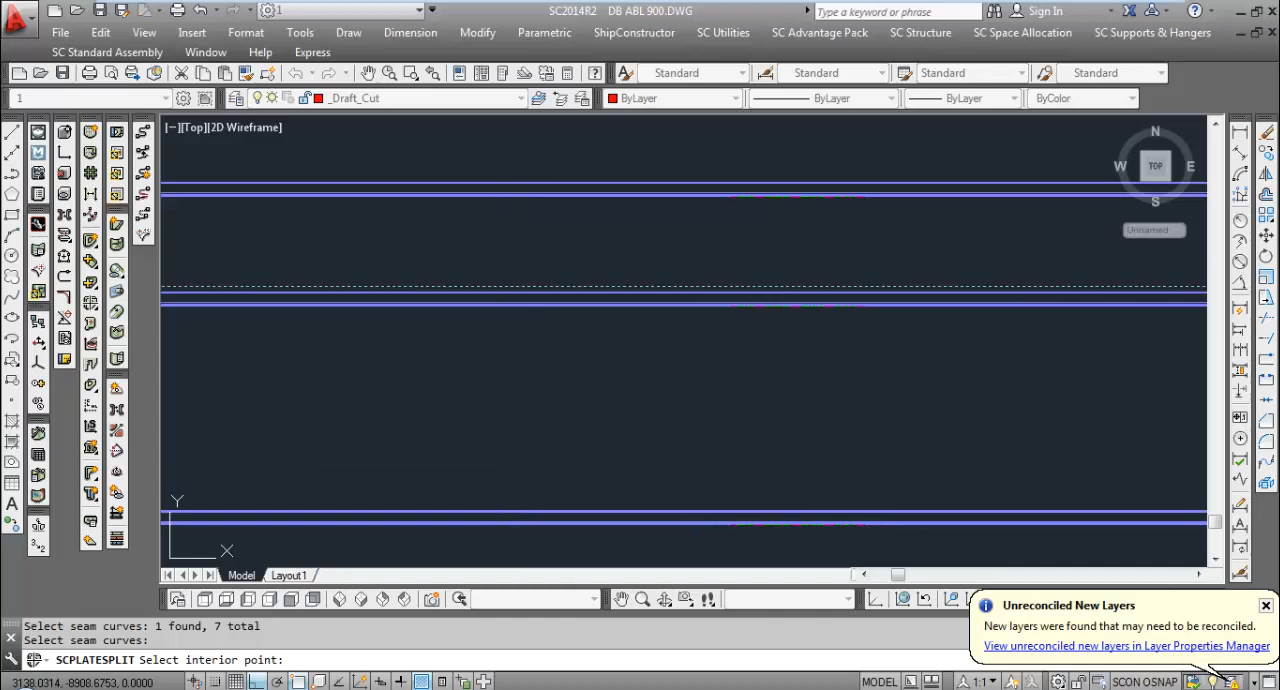 1 SC2014R2 DB ABL 900.DWG Type a keyword or phrase Sign In
File Edit View Insert Format Tools Draw Dimension Modify Parametric ShipConstructor SC Utilities SC Advantage Pack SC Structure SC Space Allocation SC Supports & Hangers
SC Standard Assembly Window Help Express
Standard Standard Standard Standard
1 _Draft_Cut ByLayer ByLayer ByLayer ByColor
[−][Top][2D Wireframe]
N
W TOP E
S
Unnamed
Y
X
Model Layout1
Unreconciled New Layers
New layers were found that may need to be reconciled.
View unreconciled new layers in Layer Properties Manager
Select seam curves: 1 found, 7 total
Select seam curves:
SCPLATESPLIT Select interior point:
3138.0314, -8908.6753, 0.0000 MODEL 1:1 SCON OSNAP